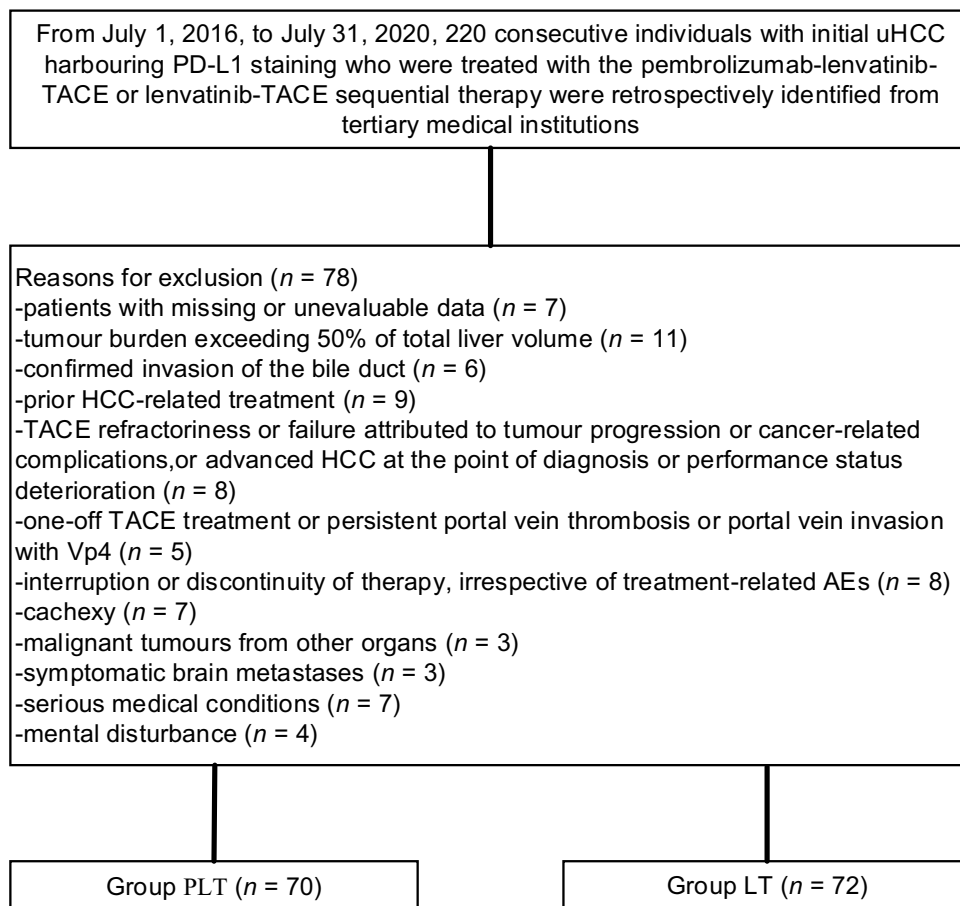 From July 1, 2016, to July 31, 2020, 220 consecutive individuals with initial uHCC
harbouring PD-L1 staining who were treated with the pembrolizumab-lenvatinib-
TACE or lenvatinib-TACE sequential therapy were retrospectively identified from
tertiary medical institutions
Reasons for exclusion (n = 78)
-patients with missing or unevaluable data (n = 7)
-tumour burden exceeding 50% of total liver volume (n = 11)
-confirmed invasion of the bile duct (n = 6)
-prior HCC-related treatment (n = 9)
-TACE refractoriness or failure attributed to tumour progression or cancer-related
complications,or advanced HCC at the point of diagnosis or performance status
deterioration (n = 8)
-one-off TACE treatment or persistent portal vein thrombosis or portal vein invasion
with Vp4 (n = 5)
-interruption or discontinuity of therapy, irrespective of treatment-related AEs (n = 8)
-cachexy (n = 7)
-malignant tumours from other organs (n = 3)
-symptomatic brain metastases (n = 3)
-serious medical conditions (n = 7)
-mental disturbance (n = 4)
Group PLT (n = 70)
Group LT (n = 72)